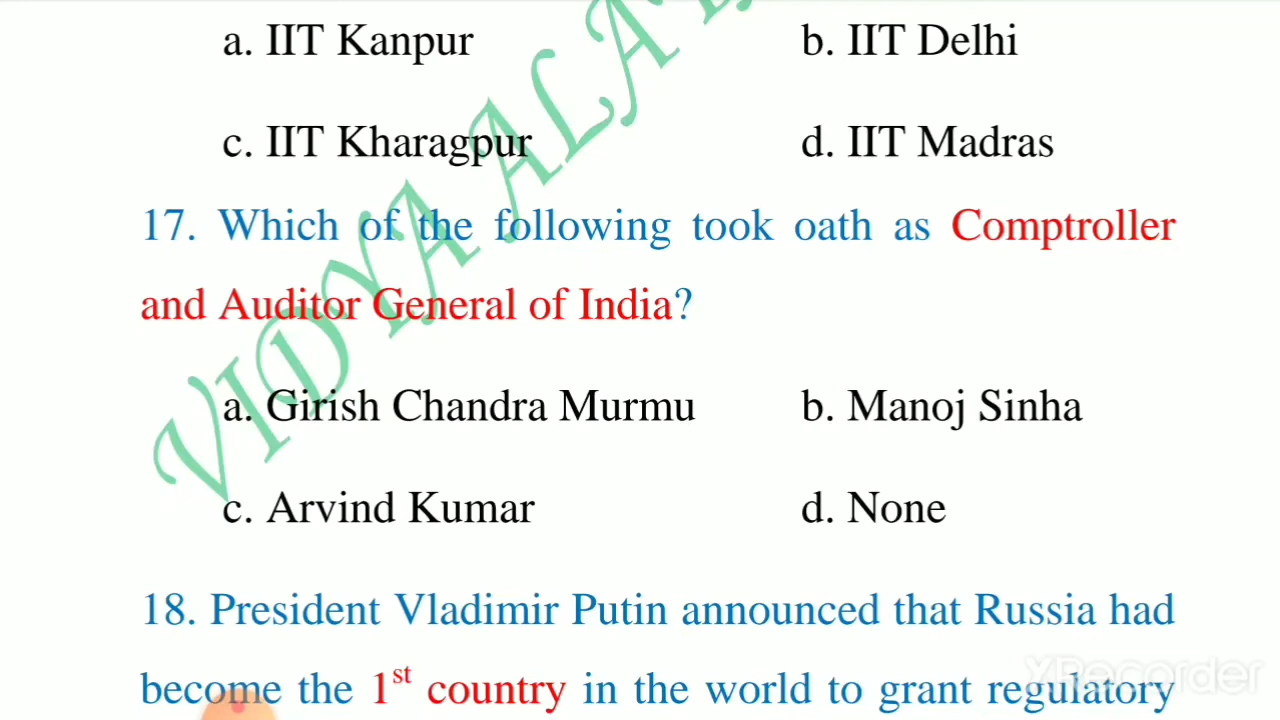 a. IIT Kanpur b. IIT Delhi
c. IIT Kharagpur d. IIT Madras
17. Which of the following took oath as Comptroller
and Auditor General of India?
a. Girish Chandra Murmu b. Manoj Sinha
c. Arvind Kumar d. None
18. President Vladimir Putin announced that Russia had
become the 1st country in the world to grant regulatory
VIDYA ALAY
XRecorder